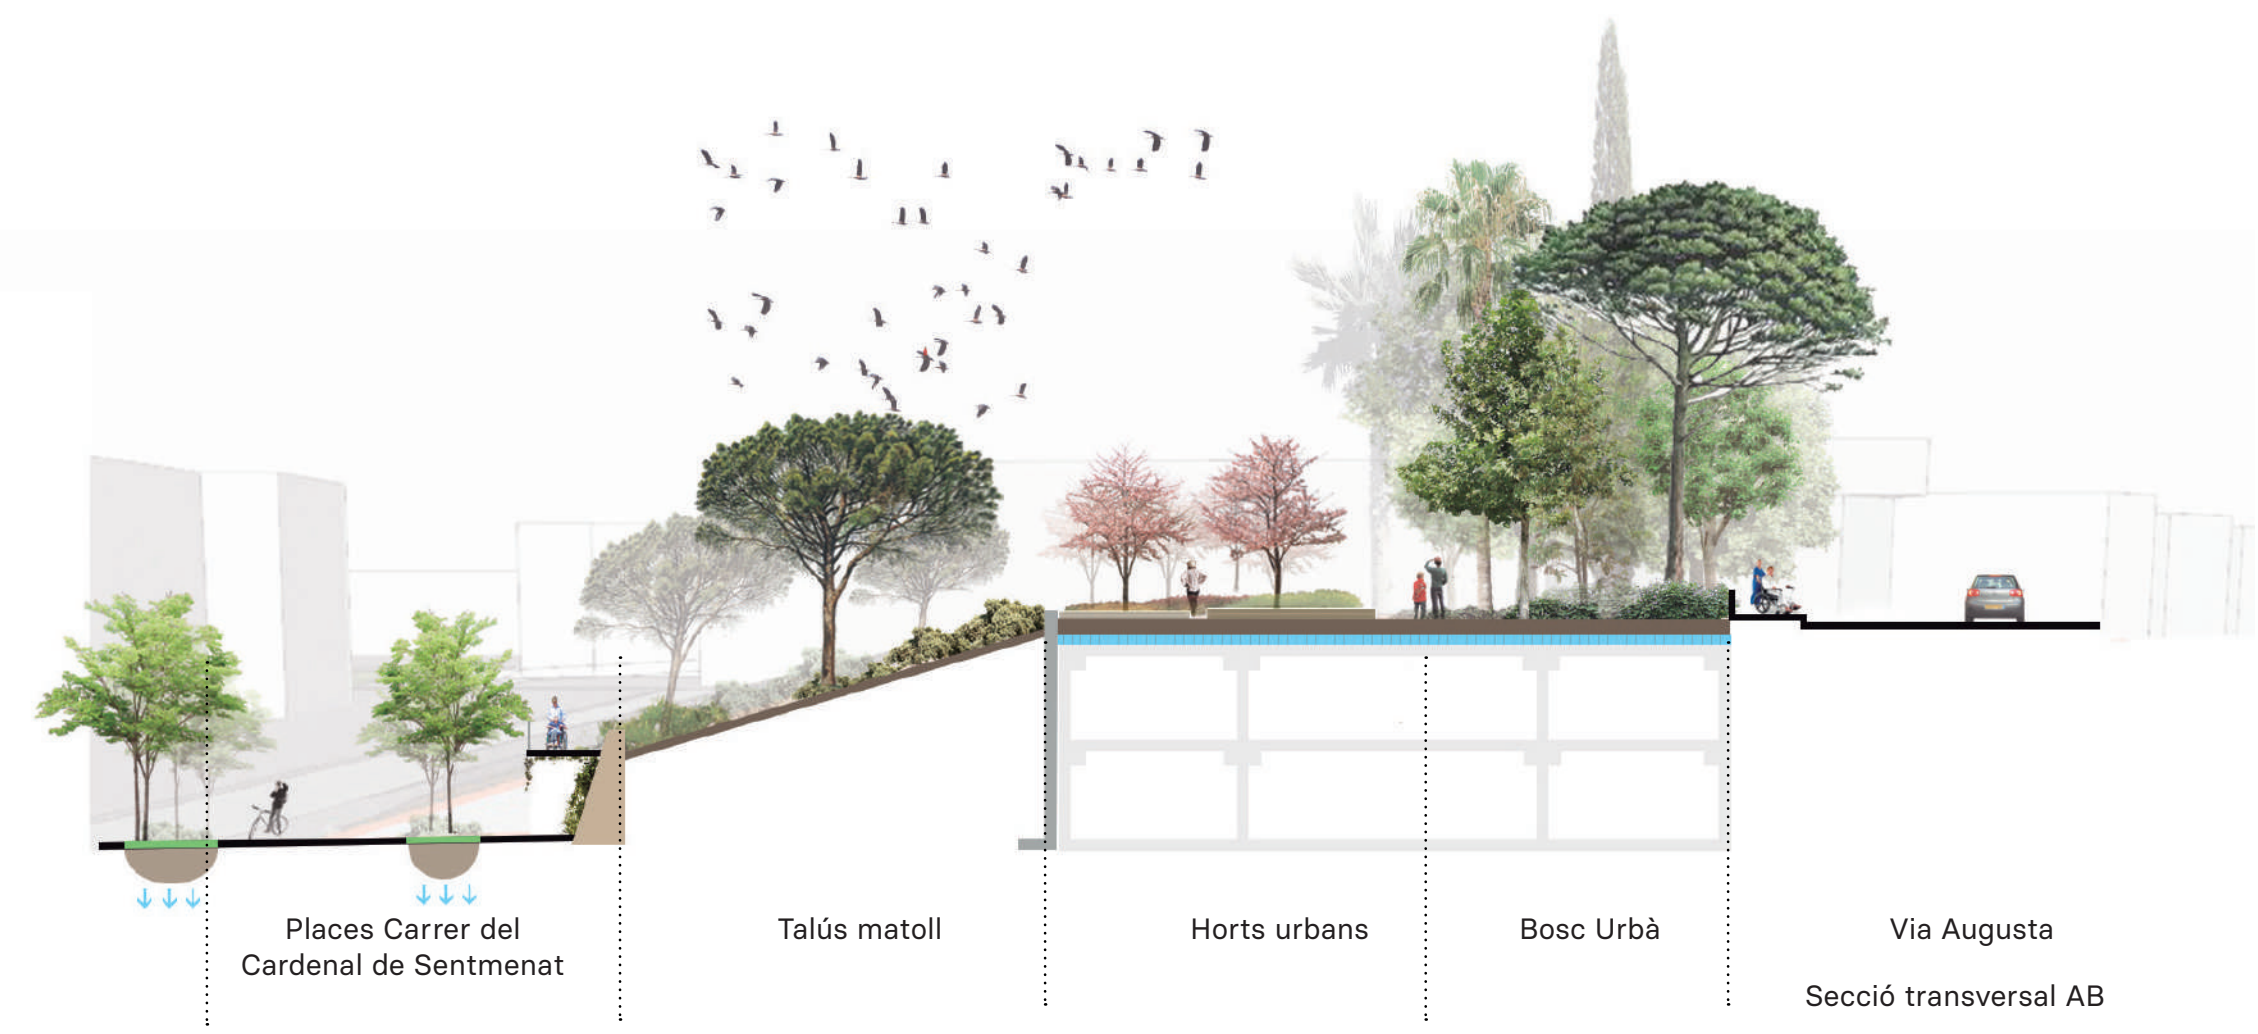 Places Carrer del
Cardenal de Sentmenat
Talús matoll
Horts urbans
Bosc Urbà
Via Augusta
Secció transversal AB